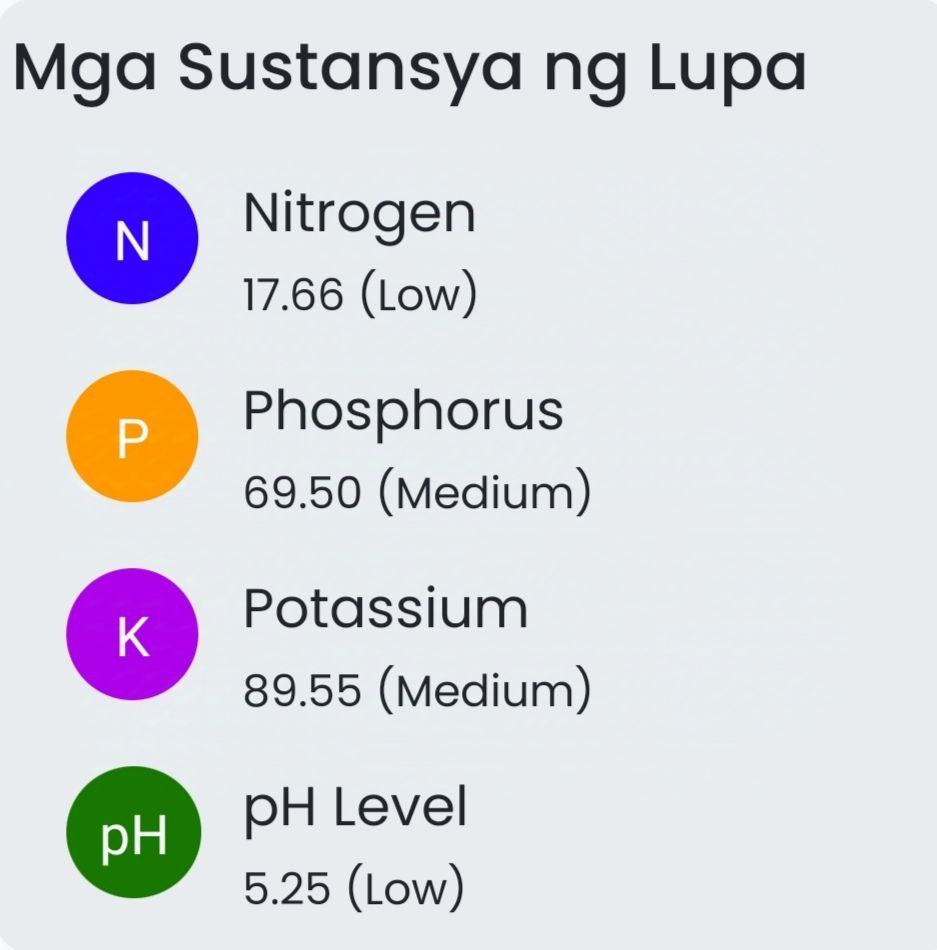 Mga Sustansya ng Lupa
N
Nitrogen
17.66 (Low)
P
Phosphorus
69.50 (Medium)
K
Potassium
89.55 (Medium)
pH
pH Level
5.25 (Low)